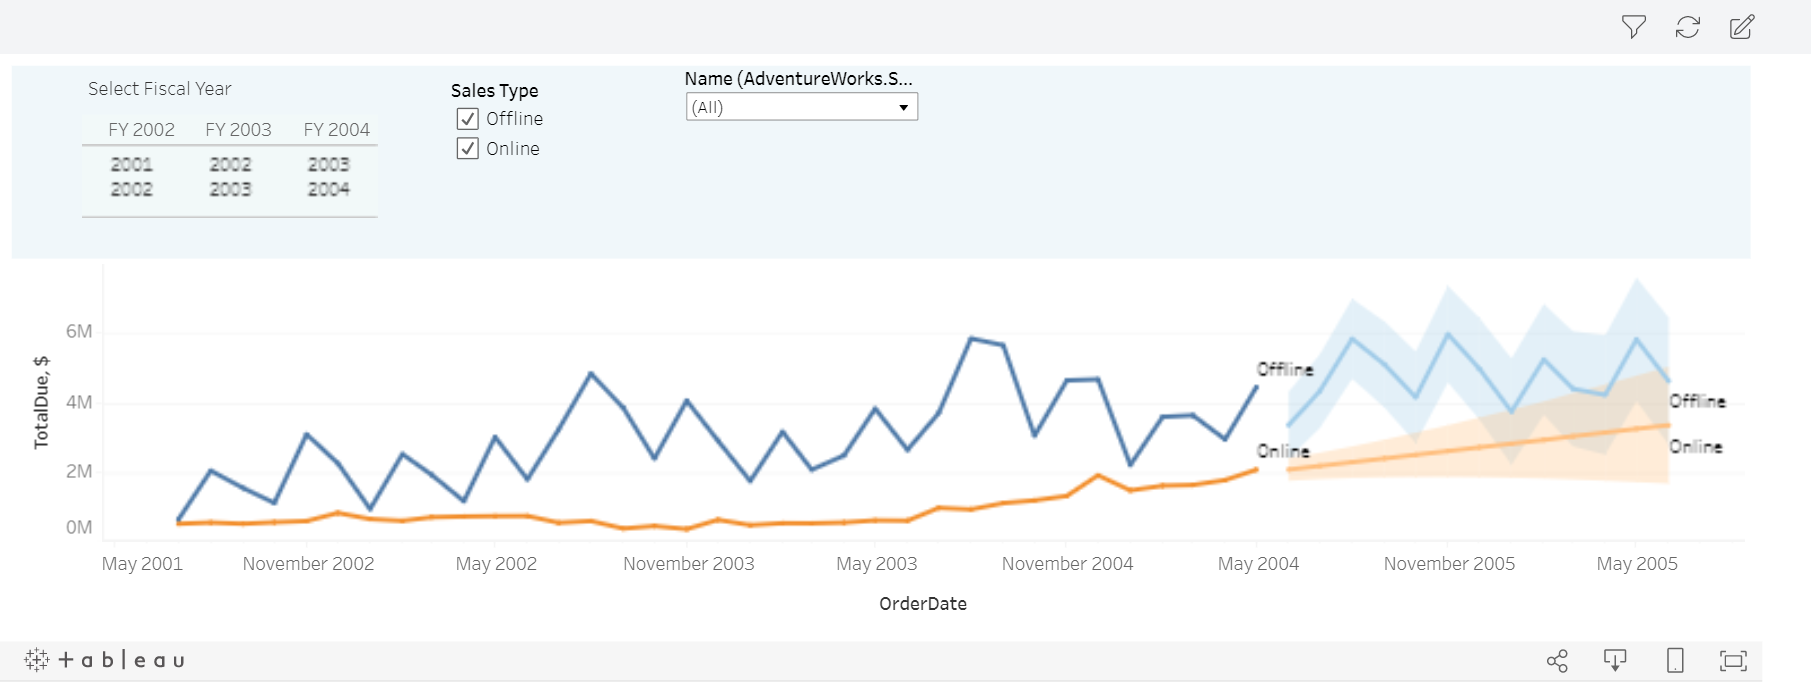 Select Fiscal Year
FY 2002 FY 2003 FY 2004
2001 2002 2003
2002 2003 2004
Sales Type
Offline
Online
Name (AdventureWorks.S...
(All)
TotalDue, $
6M
4M
2M
0M
Offline
Online
Offline
Online
May 2001 November 2002 May 2002 November 2003 May 2003 November 2004 May 2004 November 2005 May 2005
OrderDate
+ a b l e a u